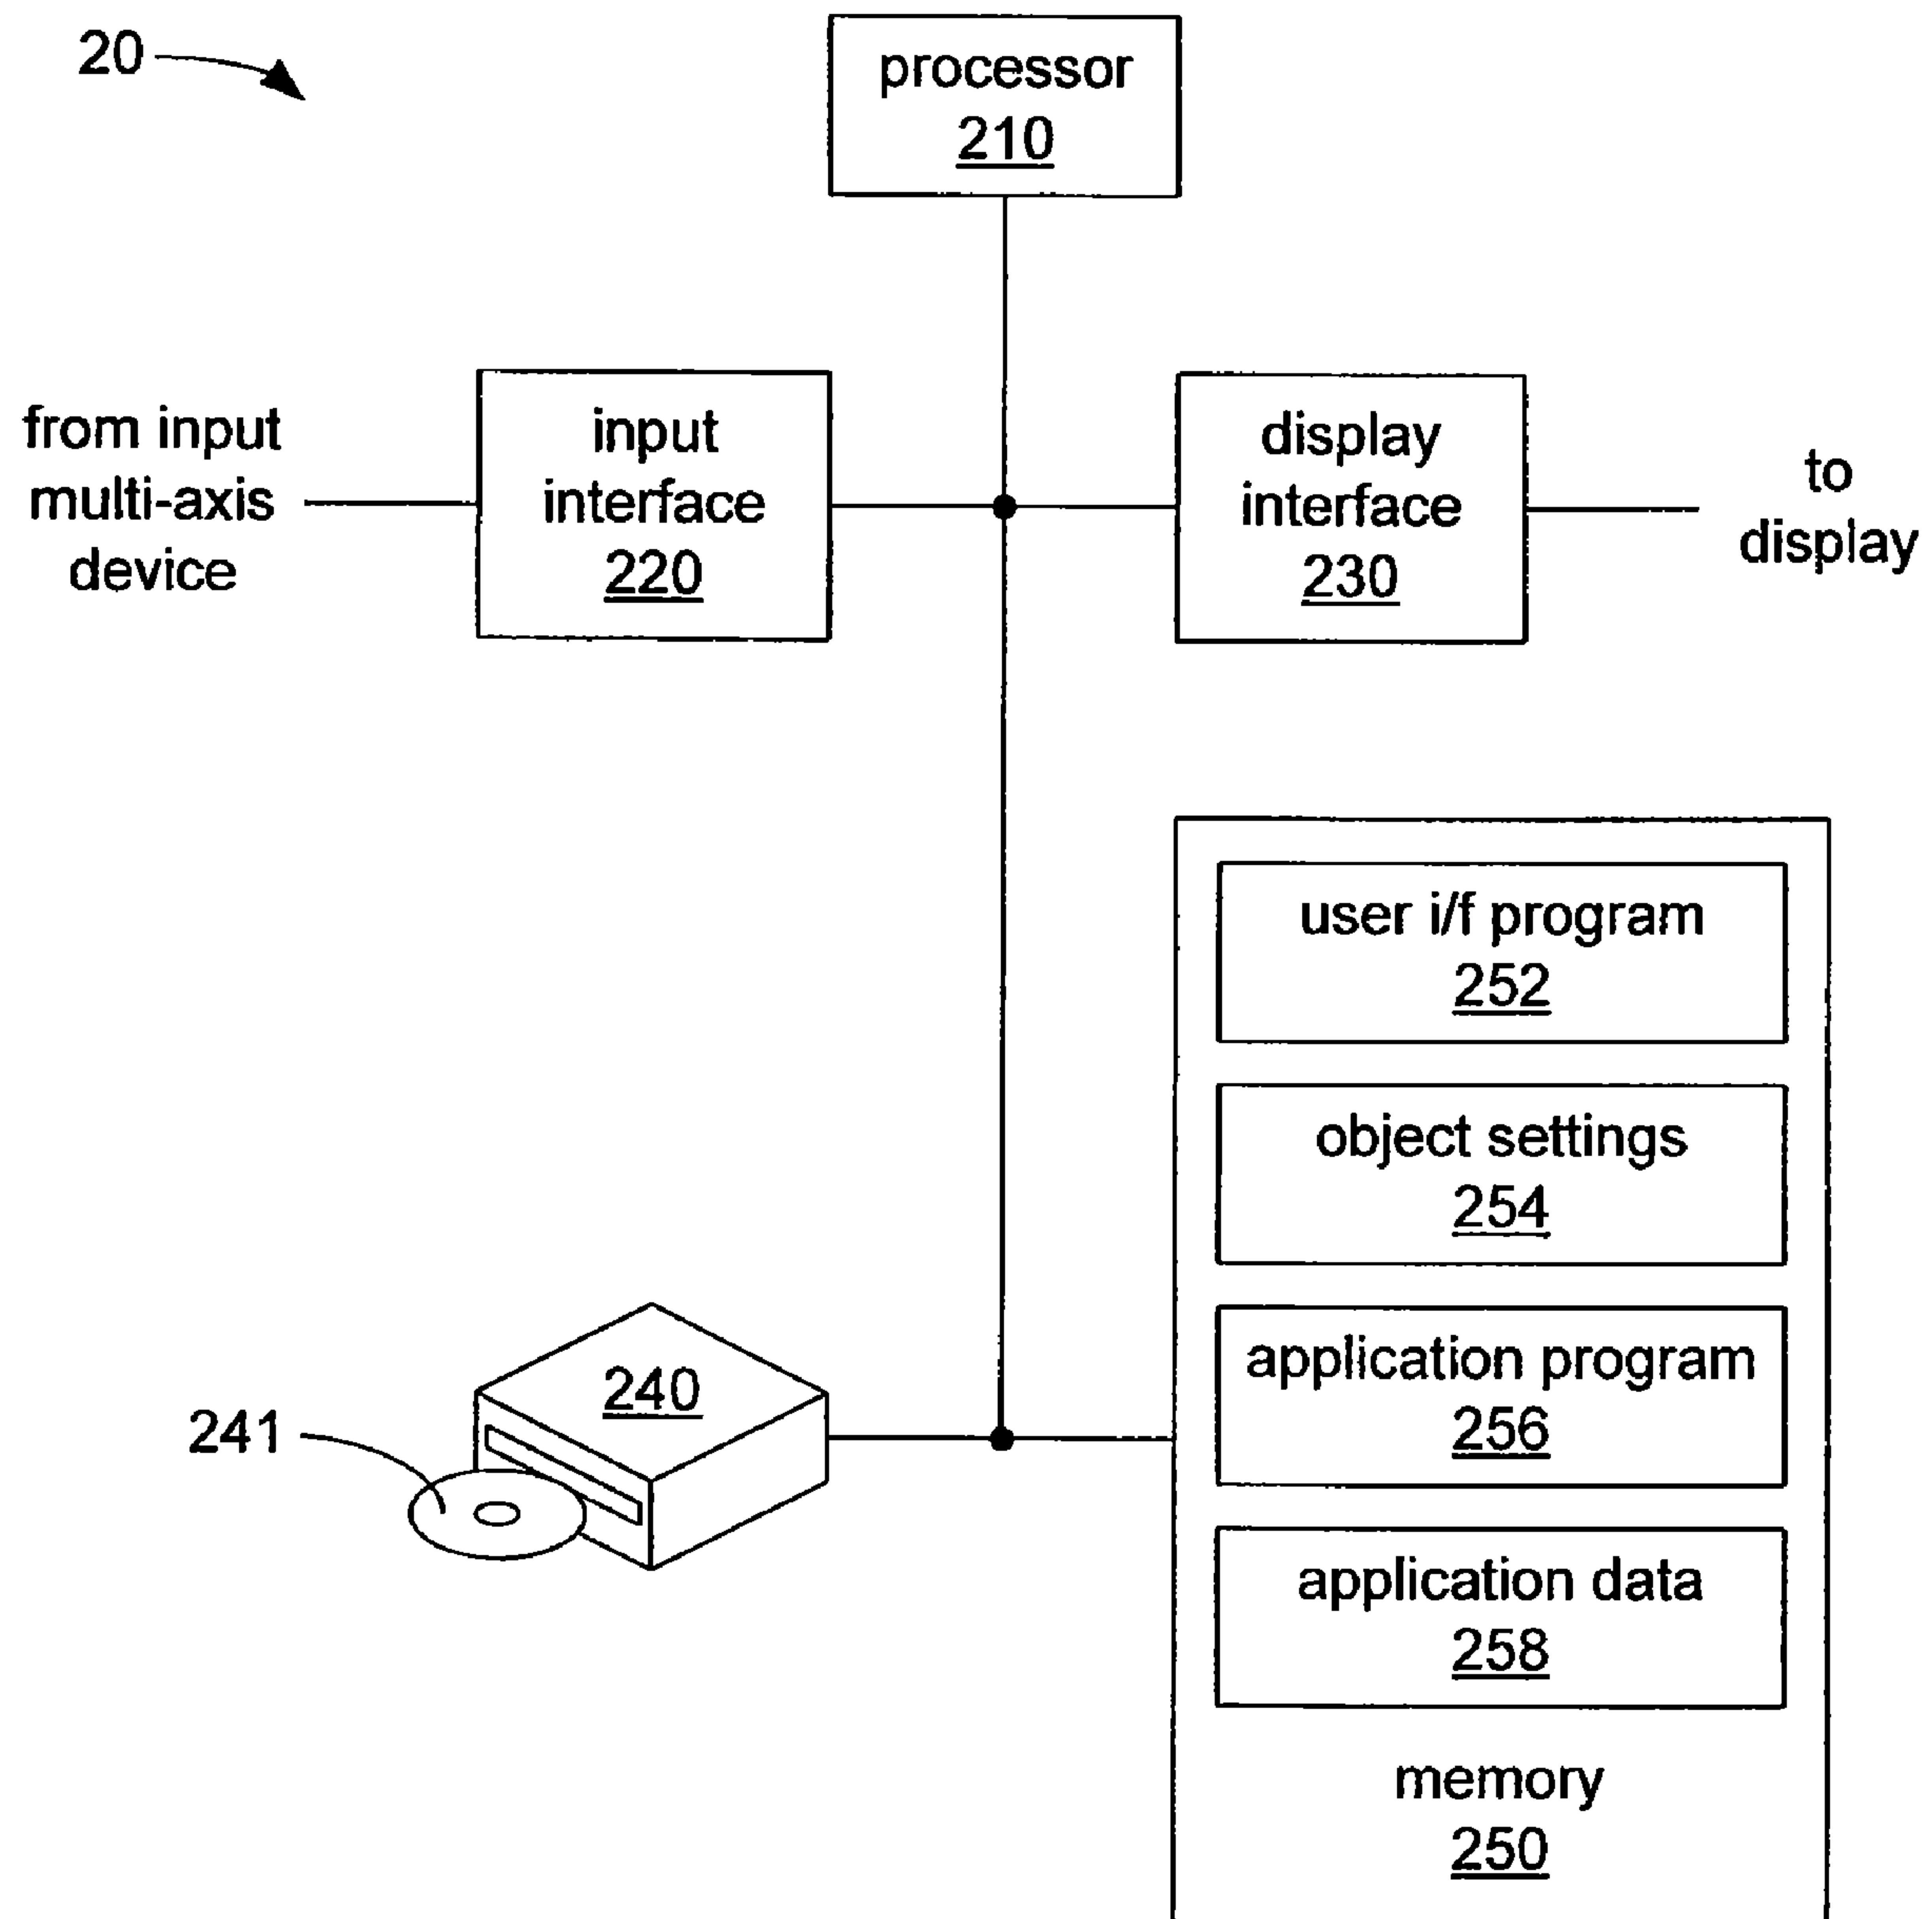 20
processor
210
from input
multi-axis
device
input
interface
220
display
interface
230
to
display
user i/f program
252
object settings
254
application program
256
application data
258
memory
250
240
241